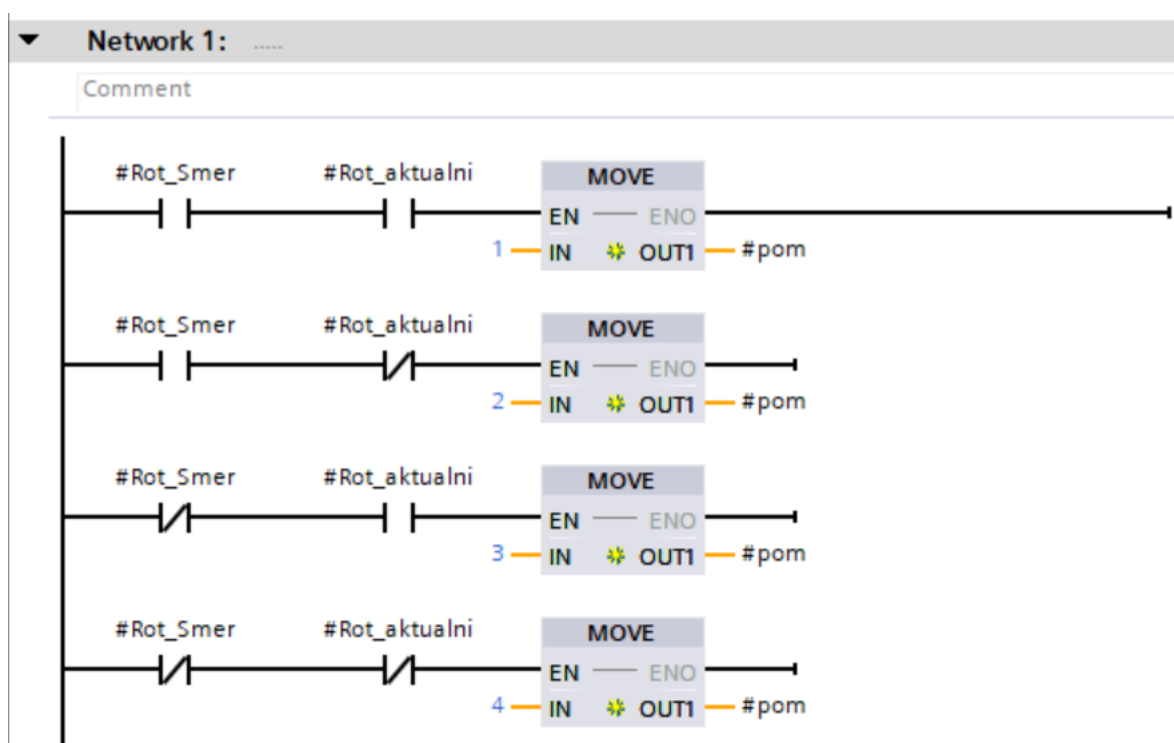 Network 1: .....
Comment
#Rot_Smer #Rot_aktualni MOVE
EN ENO
1 IN OUT1 #pom
#Rot_Smer #Rot_aktualni MOVE
EN ENO
2 IN OUT1 #pom
#Rot_Smer #Rot_aktualni MOVE
EN ENO
3 IN OUT1 #pom
#Rot_Smer #Rot_aktualni MOVE
EN ENO
4 IN OUT1 #pom